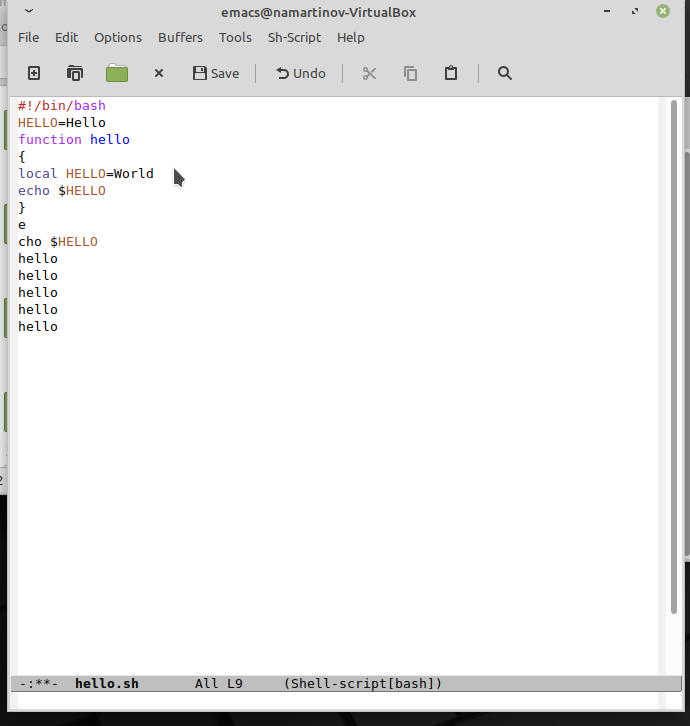 emacs@namartinov-VirtualBox
File Edit Options Buffers Tools Sh-Script Help
Save Undo
#!/bin/bash
HELLO=Hello
function hello
{
local HELLO=World
echo $HELLO
}
e
cho $HELLO
hello
hello
hello
hello
hello
-:**- hello.sh All L9 (Shell-script[bash])